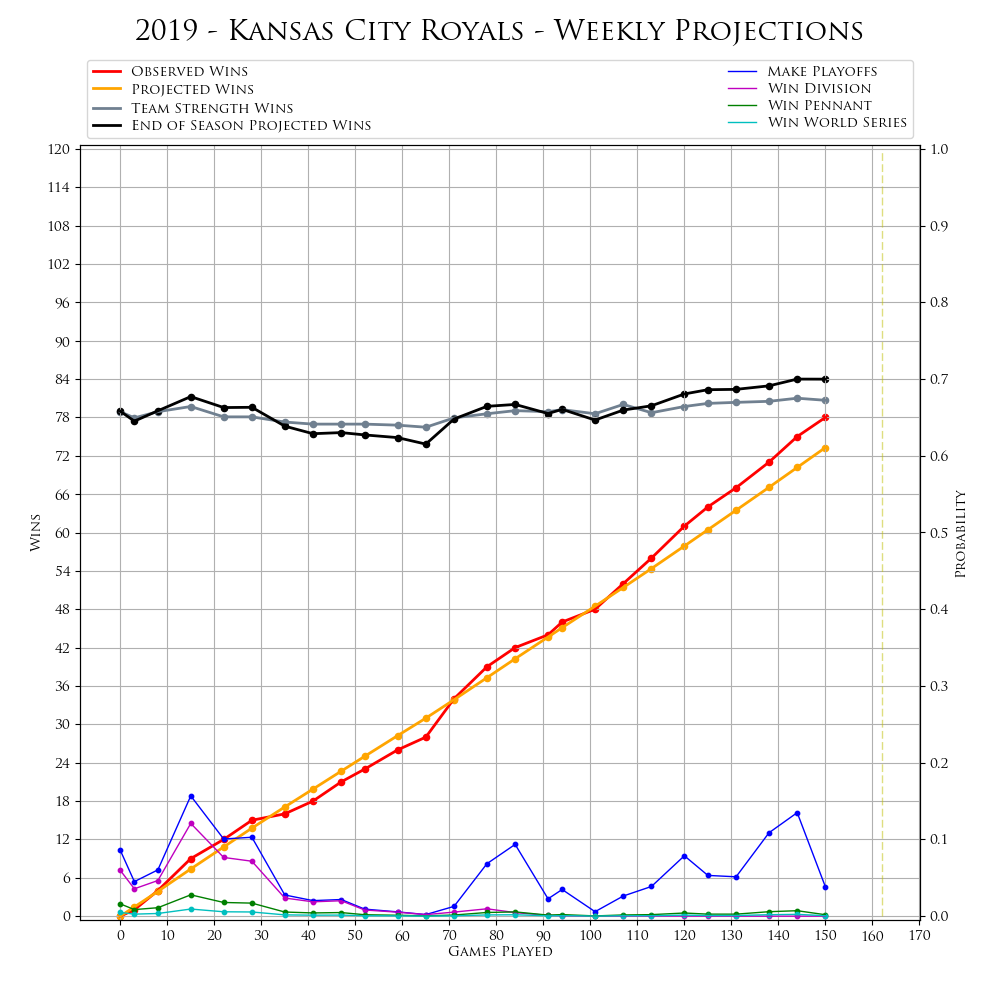 2019 - Kansas City Royals - Weekly Projections
Observed Wins
Projected Wins
Team Strength Wins
End of Season Projected Wins
Make Playoffs
Win Division
Win Pennant
Win World Series
120
114
108
102
96
90
84
78
72
66
60
54
48
42
36
30
24
18
12
6
0
Wins
1.0
0.9
0.8
0.7
0.6
0.5
0.4
0.3
0.2
0.1
0.0
Probability
0 10 20 30 40 50 60 70 80 90 100 110 120 130 140 150 160 170
Games Played